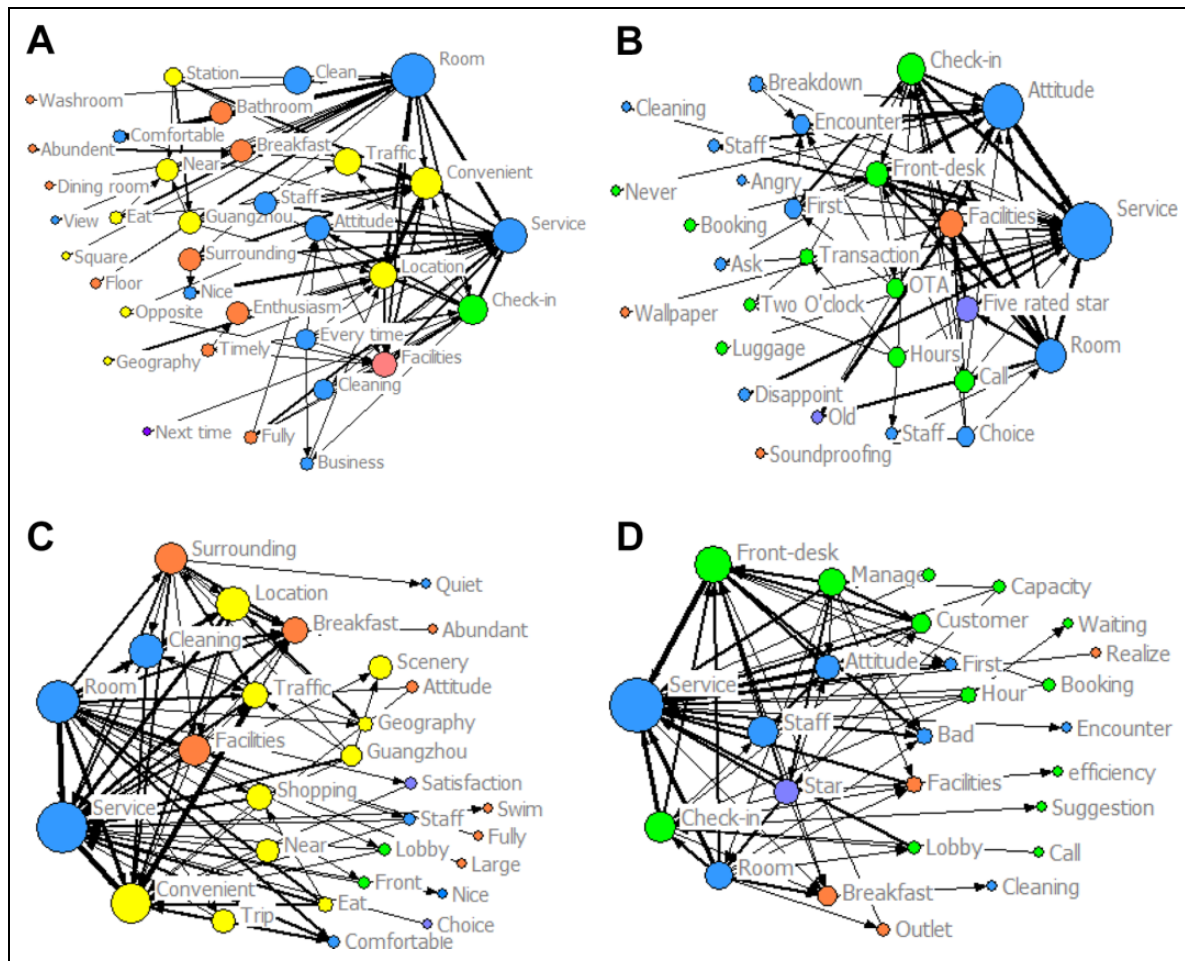 A
Room
Station
Clean
Washroom
Bathroom
Comfortable
Breakfast
Traffic
Abundent
Near
Convenient
Dining room
Staff
View
Eat
Guangzhou
Attitude
Service
Square
Surrounding
Location
Floor
Nice
Check-in
Opposite
Enthusiasm
Every time
Geography
Timely
Facilities
Cleaning
Next time
Fully
Business
B
Check-in
Breakdown
Attitude
Cleaning
Encounter
Staff
Front-desk
Never
Angry
First
Facilities
Service
Booking
Transaction
Ask
OTA
Wallpaper
Two O'clock
Five rated star
Luggage
Hours
Room
Call
Disappoint
Old
Staff
Choice
Soundproofing
C
Surrounding
Quiet
Location
Cleaning
Breakfast
Abundant
Scenery
Room
Traffic
Attitude
Geography
Facilities
Guangzhou
Satisfaction
Shopping
Service
Staff
Swim
Fully
Near
Lobby
Large
Front
Nice
Convenient
Eat
Choice
Trip
Comfortable
D
Front-desk
Manage
Capacity
Customer
Waiting
Attitude
First
Realize
Service
Hour
Booking
Staff
Bad
Encounter
Star
Facilities
efficiency
Suggestion
Check-in
Lobby
Call
Room
Breakfast
Cleaning
Outlet